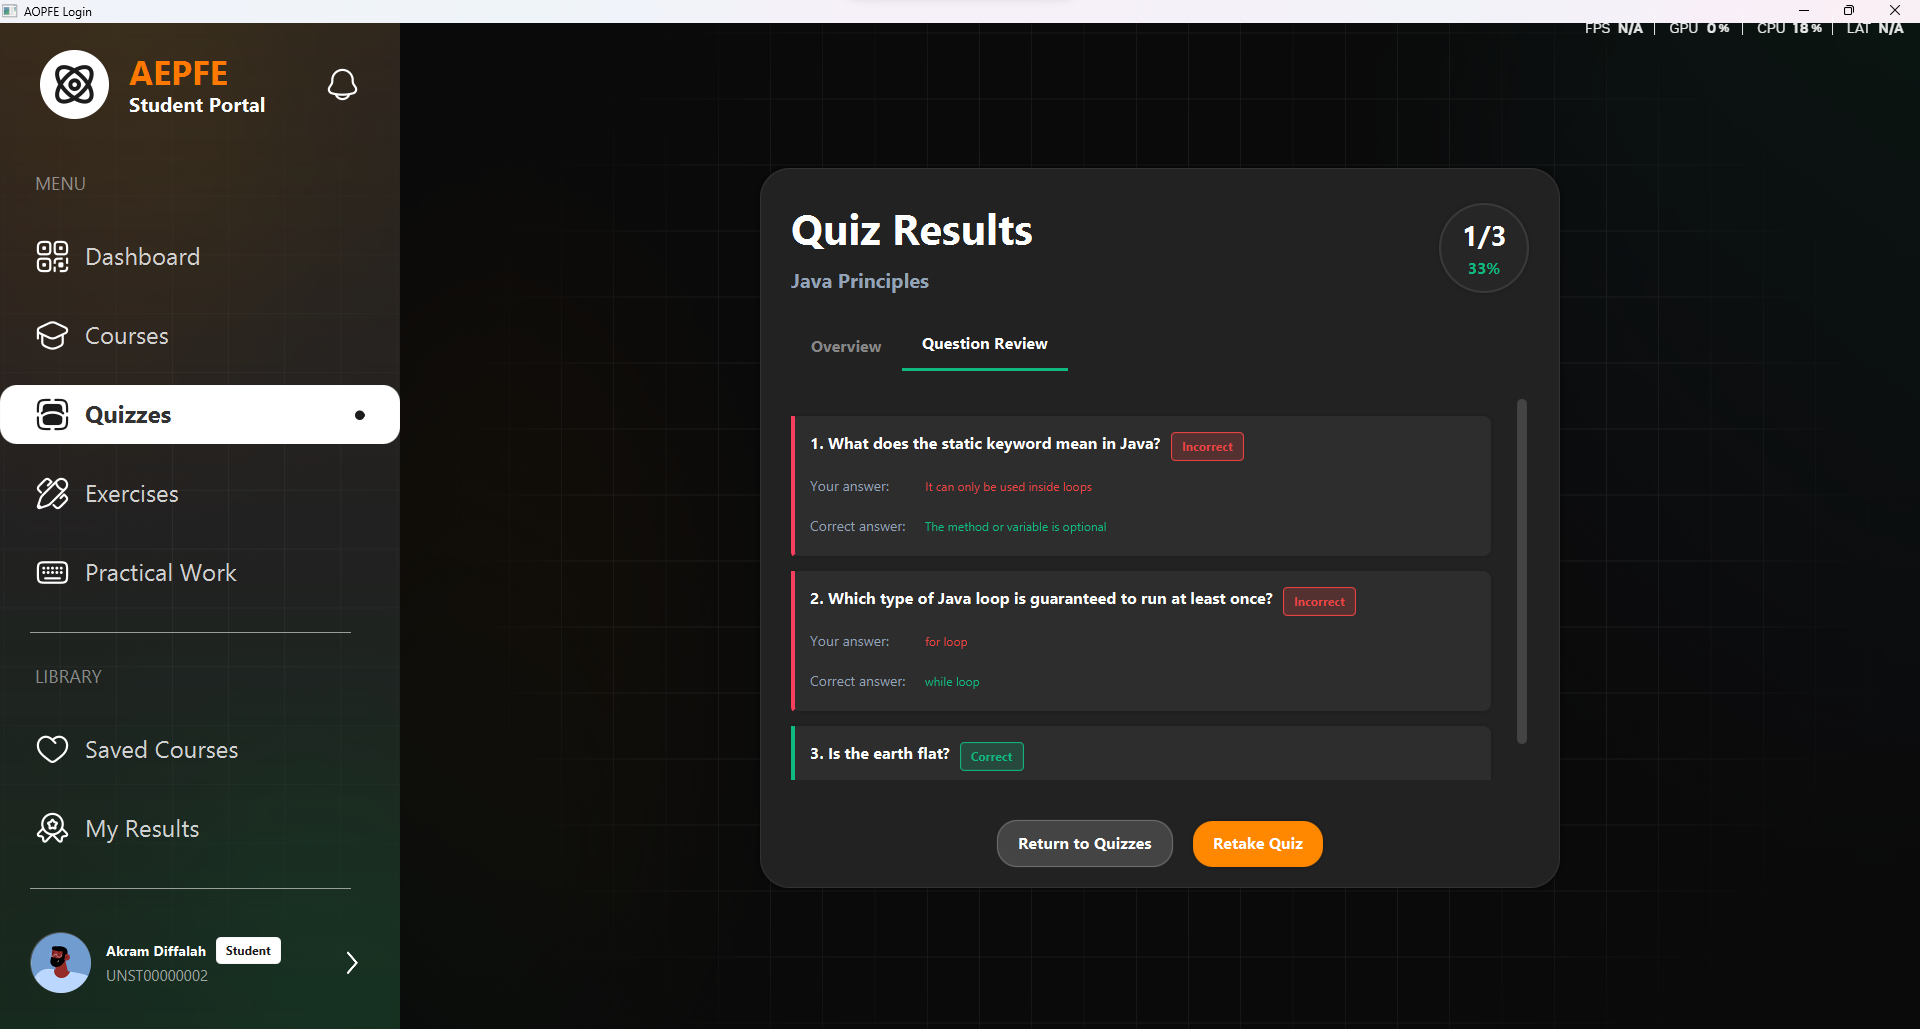 AOPFE Login
FPS N/A | GPU 0% | CPU 18% | LAT N/A
AEPFE
Student Portal
MENU
Dashboard
Courses
Quizzes
Exercises
Practical Work
LIBRARY
Saved Courses
My Results
Akram Diffalah Student
UNST00000002
Quiz Results
1/3
33%
Java Principles
Overview Question Review
1. What does the static keyword mean in Java? Incorrect
Your answer: It can only be used inside loops
Correct answer: The method or variable is optional
2. Which type of Java loop is guaranteed to run at least once? Incorrect
Your answer: for loop
Correct answer: while loop
3. Is the earth flat? Correct
Return to Quizzes Retake Quiz